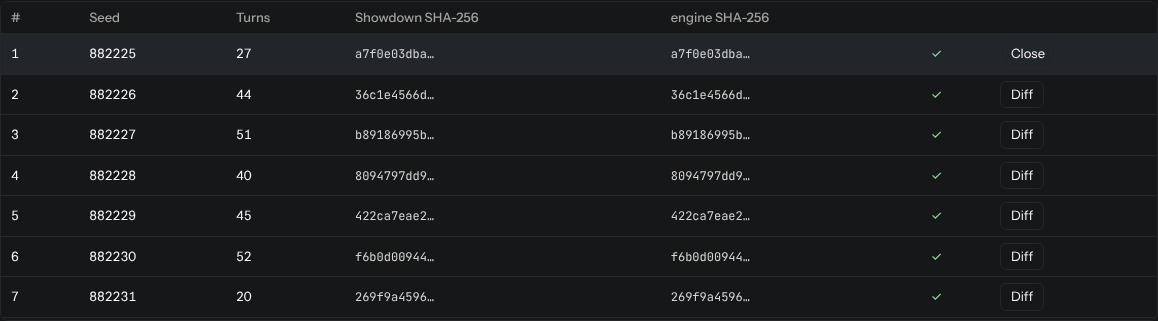 # Seed Turns Showdown SHA-256 engine SHA-256
1 882225 27 a7f0e03dba… a7f0e03dba… ✓ Close
2 882226 44 36c1e4566d… 36c1e4566d… ✓ Diff
3 882227 51 b89186995b… b89186995b… ✓ Diff
4 882228 40 8094797dd9… 8094797dd9… ✓ Diff
5 882229 45 422ca7eae2… 422ca7eae2… ✓ Diff
6 882230 52 f6b0d00944… f6b0d00944… ✓ Diff
7 882231 20 269f9a4596… 269f9a4596… ✓ Diff